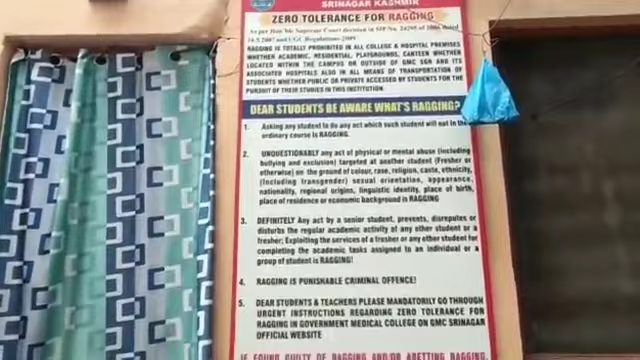 SRINAGAR KASHMIR
ZERO TOLERANCE FOR RAGGING
As per Hon'ble Supreme Court decision in SPP No. 24295 of 2006 dated
16.5.2007 and UGC Regulations 2009
RAGGING IS TOTALLY PROHIBITED IN ALL COLLEGE & HOSPITAL PREMISES
WHETHER ACADEMIC, RESIDENTIAL, PLAYGROUNDS, CANTEEN WHETHER
LOCATED WITHIN THE CAMPUS OR OUTSIDE OF GMC SGR AND ITS
ASSOCIATED HOSPITALS ALSO IN ALL MEANS OF TRANSPORTATION OF
STUDENTS WHETHER PUBLIC OR PRIVATE ACCESSED BY STUDENTS FOR THE
PURSUIT OF THEIR STUDIES IN THIS INSTITUTION.
DEAR STUDENTS BE AWARE WHAT'S RAGGING?
1. Asking any student to do any act which such student will not in the
ordinary course is RAGGING.
2. UNQUESTIONABLY any act of physical or mental abuse (including
bullying and exclusion) targeted at another student (Fresher or
otherwise) on the ground of colour, rase, religion, caste, ethnicity,
(Including transgender) sexual orientation, appearance,
nationality, regional origins, linguistic identity, place of birth,
place of residence or economic background is RAGGING
3. DEFINITELY Any act by a senior student, prevents, disreputes or
disturbs the regular academic activity of any other student or a
fresher; Exploiting the services of a fresher or any other student for
completing the academic tasks assigned to an individual or a
group of student is RAGGING!
4. RAGGING IS PUNISHABLE CRIMINAL OFFENCE!
5. DEAR STUDENTS & TEACHERS PLEASE MANDATORILY GO THROUGH
URGENT INSTRUCTIONS REGARDING ZERO TOLERANCE FOR
RAGGING IN GOVERNMENT MEDICAL COLLEGE ON GMC SRINAGAR
OFFICIAL WEBSITE
IF FOUND GUILTY OF RAGGING AND/OR ABETTING RAGGING